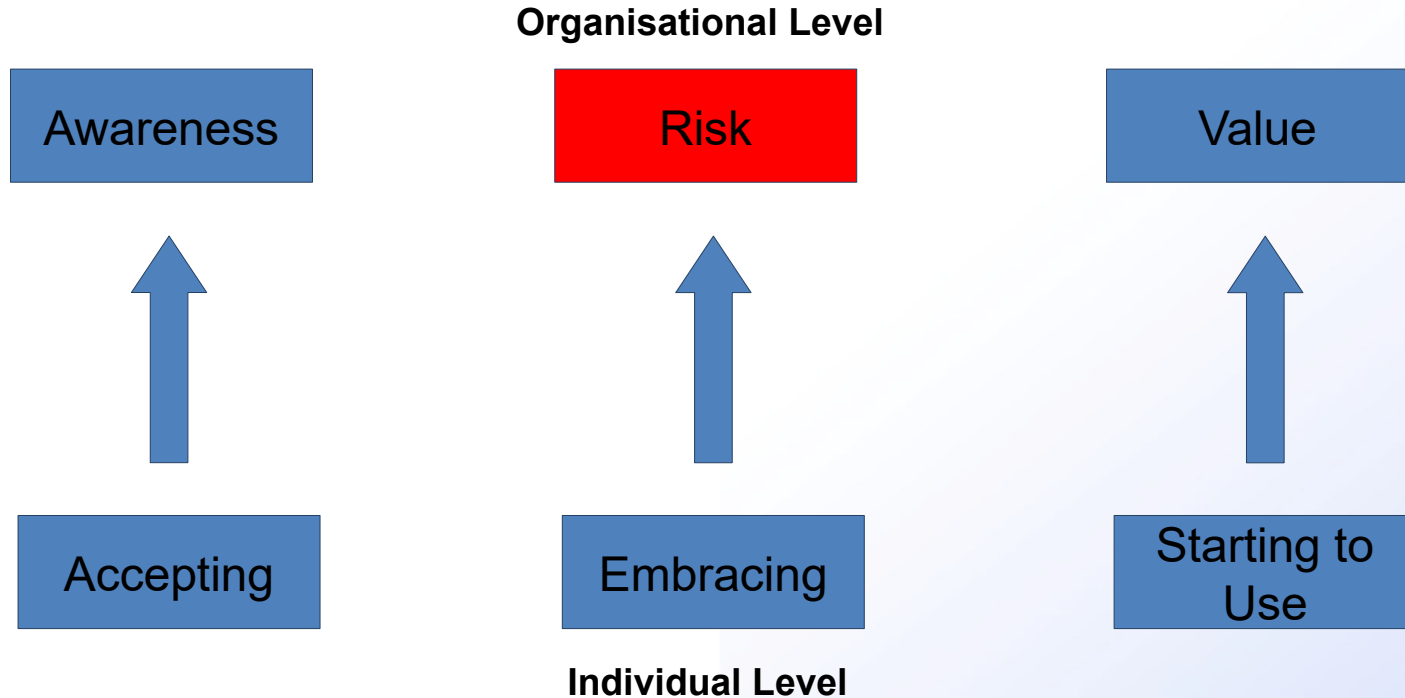 Organisational Level
Awareness
Risk
Value
Accepting
Embracing
Starting to
Use
Individual Level